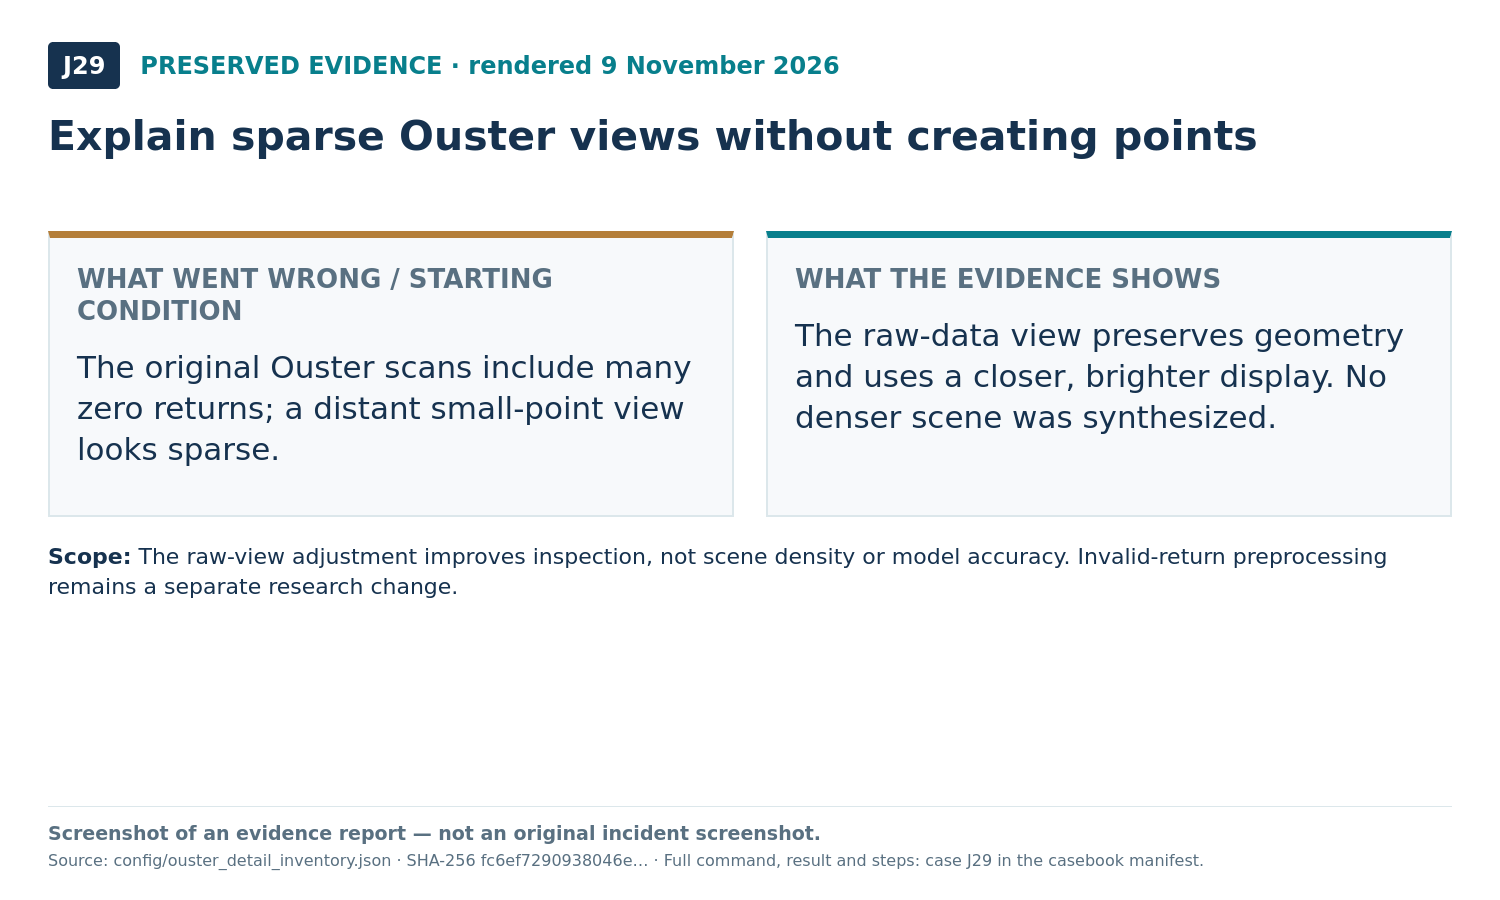 J29
PRESERVED EVIDENCE · rendered 9 November 2026
Explain sparse Ouster views without creating points
WHAT WENT WRONG / STARTING
CONDITION
The original Ouster scans include many
zero returns; a distant small-point view
looks sparse.
WHAT THE EVIDENCE SHOWS
The raw-data view preserves geometry
and uses a closer, brighter display. No
denser scene was synthesized.
Scope: The raw-view adjustment improves inspection, not scene density or model accuracy. Invalid-return preprocessing
remains a separate research change.
Screenshot of an evidence report — not an original incident screenshot.
Source: config/ouster_detail_inventory.json · SHA-256 fc6ef7290938046e… · Full command, result and steps: case J29 in the casebook manifest.